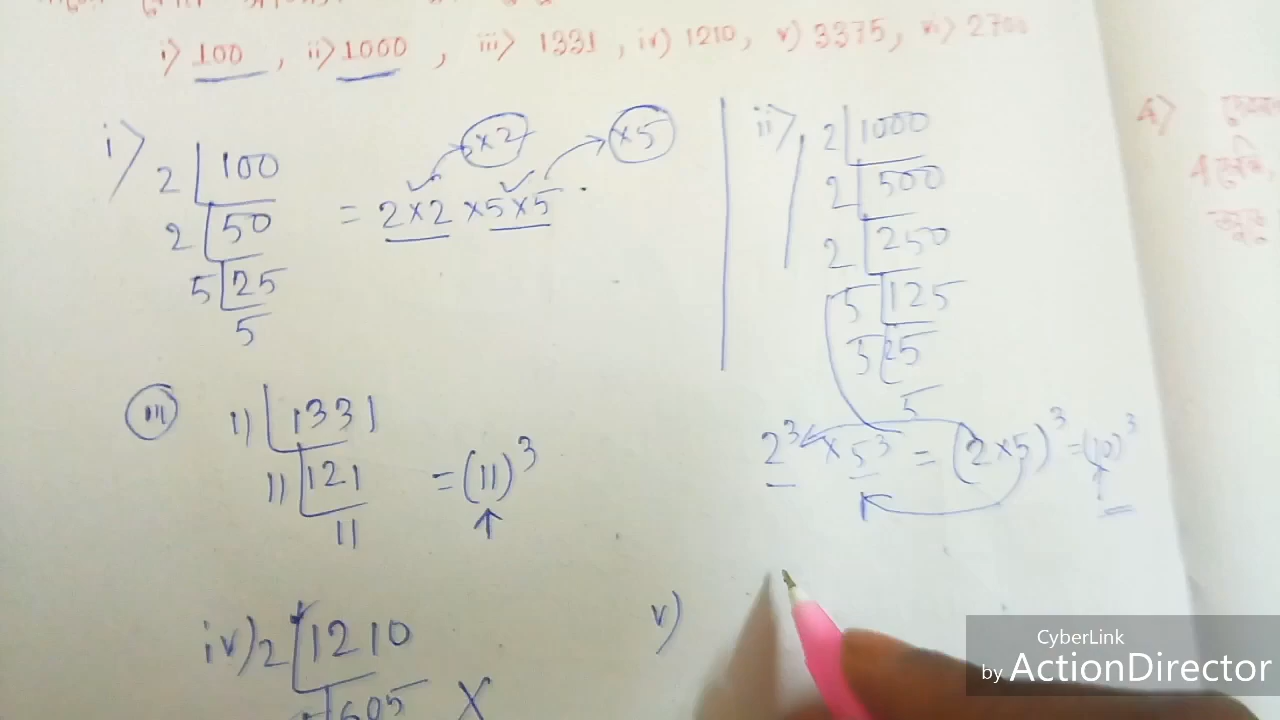 i) 100, ii) 1000, iii) 1331, iv) 1210, v) 3375, vi) 2700
i) 2 100
2 50
5 25
5
= 2×2 ×5×5
×2
×5
ii) 2 1000
2 500
2 250
5 125
5 25
5
2³ × 5³ = (2×5)³ = (10)³
iii 11 1331
11 121
11
= (11)³
iv) 2 1210
605 X
v)
4)
CyberLink
by ActionDirector